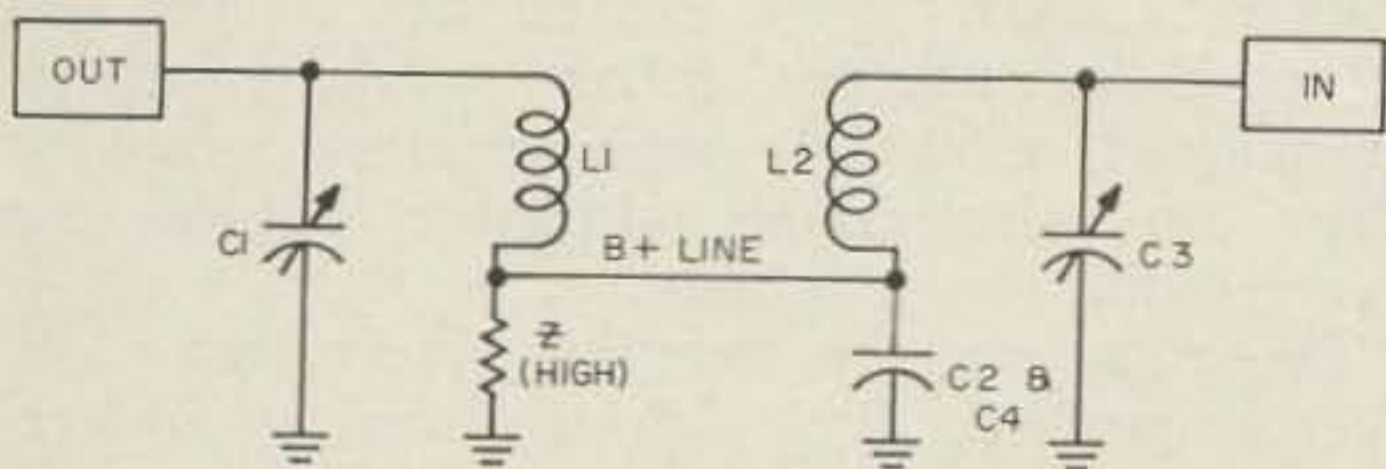 OUT
IN
L1
L2
C1
B+ LINE
C3
Z
(HIGH)
C2 &
C4